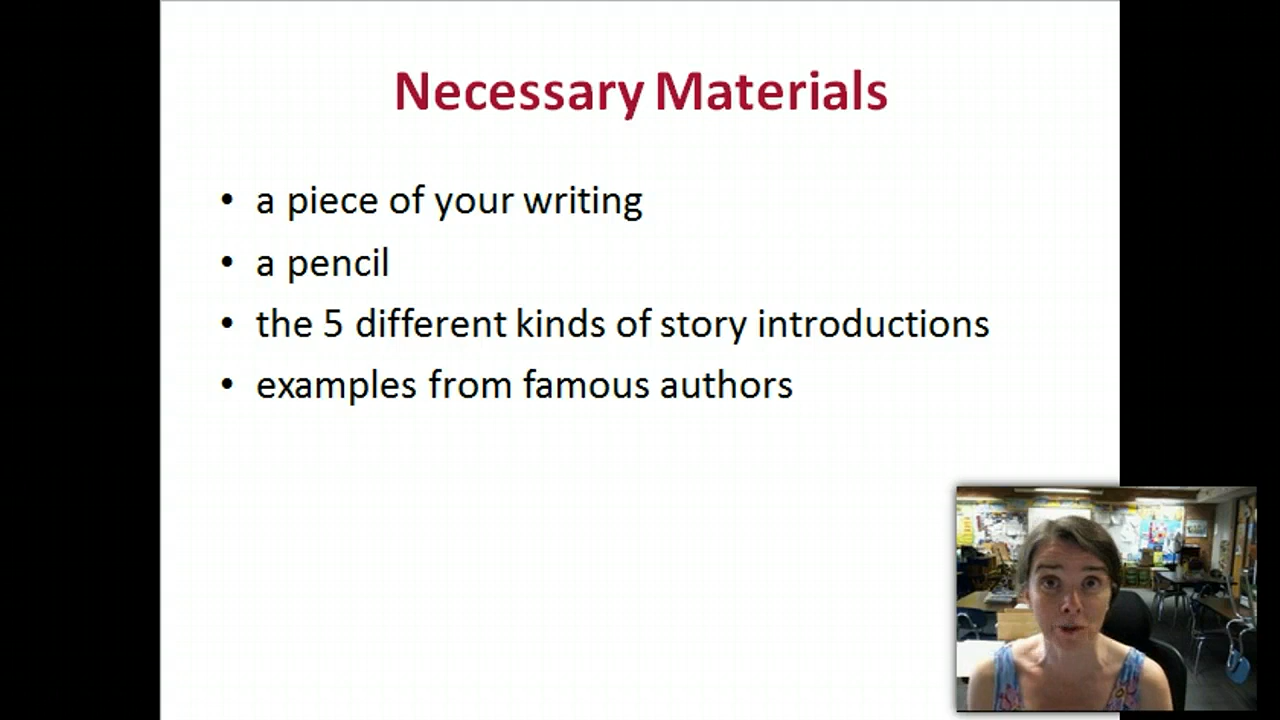 Necessary Materials
• a piece of your writing
• a pencil
• the 5 different kinds of story introductions
• examples from famous authors